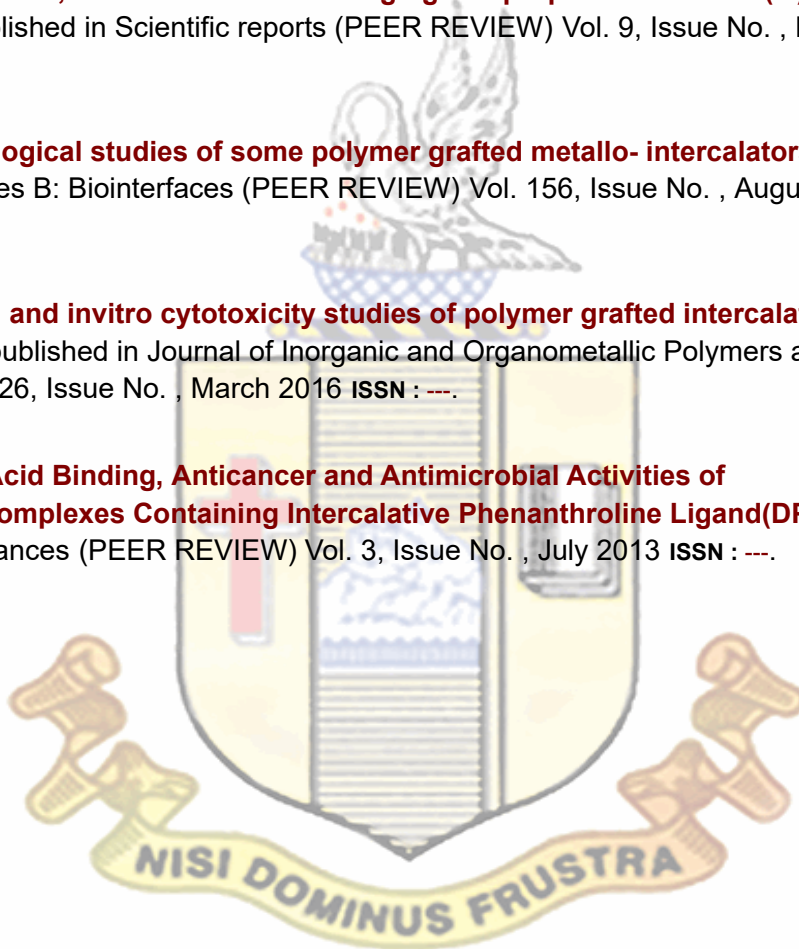 lished in Scientific reports (PEER REVIEW) Vol. 9, Issue No. ,
ogical studies of some polymer grafted metallo- intercalator
es B: Biointerfaces (PEER REVIEW) Vol. 156, Issue No. , Augu
and invitro cytotoxicity studies of polymer grafted intercala
published in Journal of Inorganic and Organometallic Polymers a
26, Issue No. , March 2016 ISSN : ---.
Acid Binding, Anticancer and Antimicrobial Activities of
omplexes Containing Intercalative Phenanthroline Ligand(DP
ances (PEER REVIEW) Vol. 3, Issue No. , July 2013 ISSN : ---.
NISI DOMINUS FRUSTRA